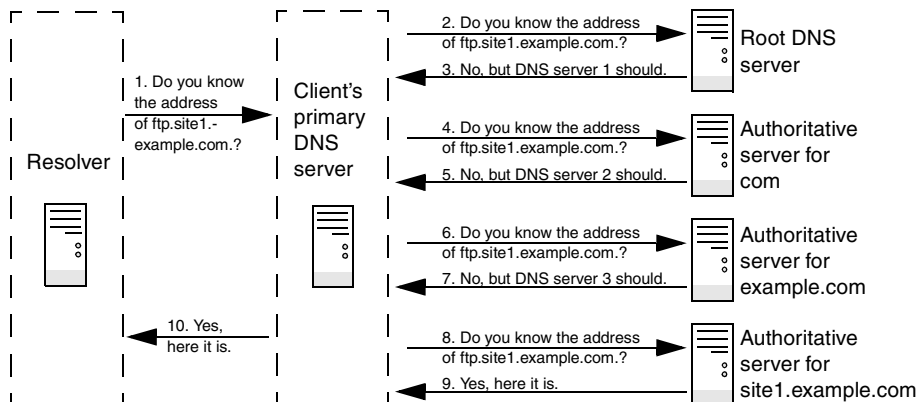 Resolver
1. Do you know
the address
of ftp.site1.-
example.com.?
10. Yes,
here it is.
Client's
primary
DNS
server
2. Do you know the address
of ftp.site1.example.com.?
3. No, but DNS server 1 should.
Root DNS
server
4. Do you know the address
of ftp.site1.example.com.?
5. No, but DNS server 2 should.
Authoritative
server for
com
6. Do you know the address
of ftp.site1.example.com.?
7. No, but DNS server 3 should.
Authoritative
server for
example.com
8. Do you know the address
of ftp.site1.example.com.?
9. Yes, here it is.
Authoritative
server for
site1.example.com